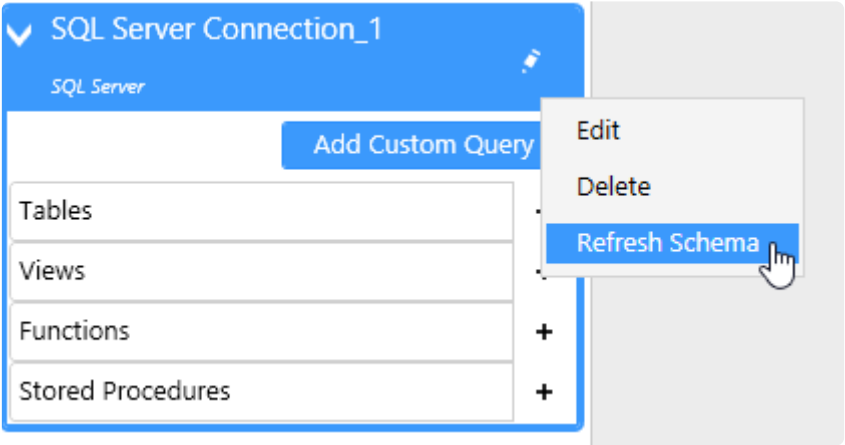 SQL Server Connection_1
SQL Server
Add Custom Query
Edit
Delete
Refresh Schema
Tables
Views
Functions
+
Stored Procedures
+